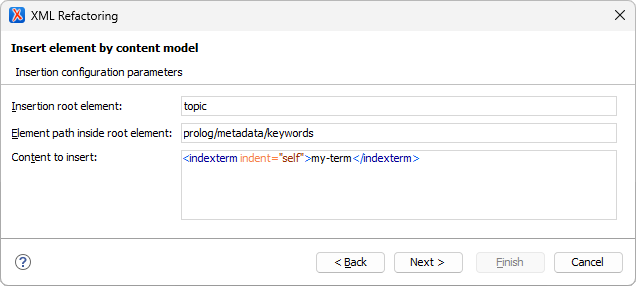 XML Refactoring
Insert element by content model
Insertion configuration parameters
Insertion root element: topic
Element path inside root element: prolog/metadata/keywords
Content to insert: <indexterm indent="self">my-term</indexterm>
? < Back Next > Finish Cancel